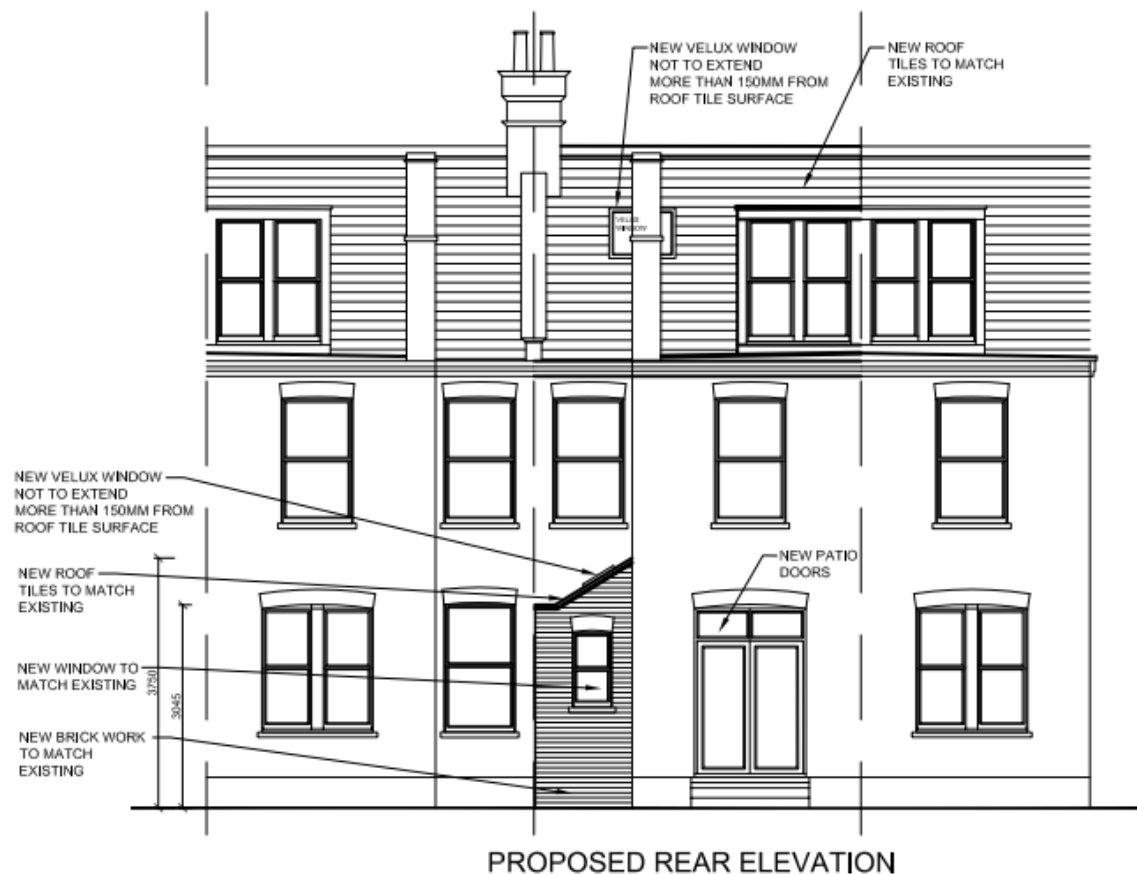 NEW VELUX WINDOW
NOT TO EXTEND
MORE THAN 150MM FROM
ROOF TILE SURFACE
NEW ROOF
TILES TO MATCH
EXISTING
VELUX
WINDOW
NEW VELUX WINDOW
NOT TO EXTEND
MORE THAN 150MM FROM
ROOF TILE SURFACE
NEW ROOF
TILES TO MATCH
EXISTING
NEW PATIO
DOORS
NEW WINDOW TO
MATCH EXISTING
3750
3045
NEW BRICK WORK
TO MATCH
EXISTING
PROPOSED REAR ELEVATION